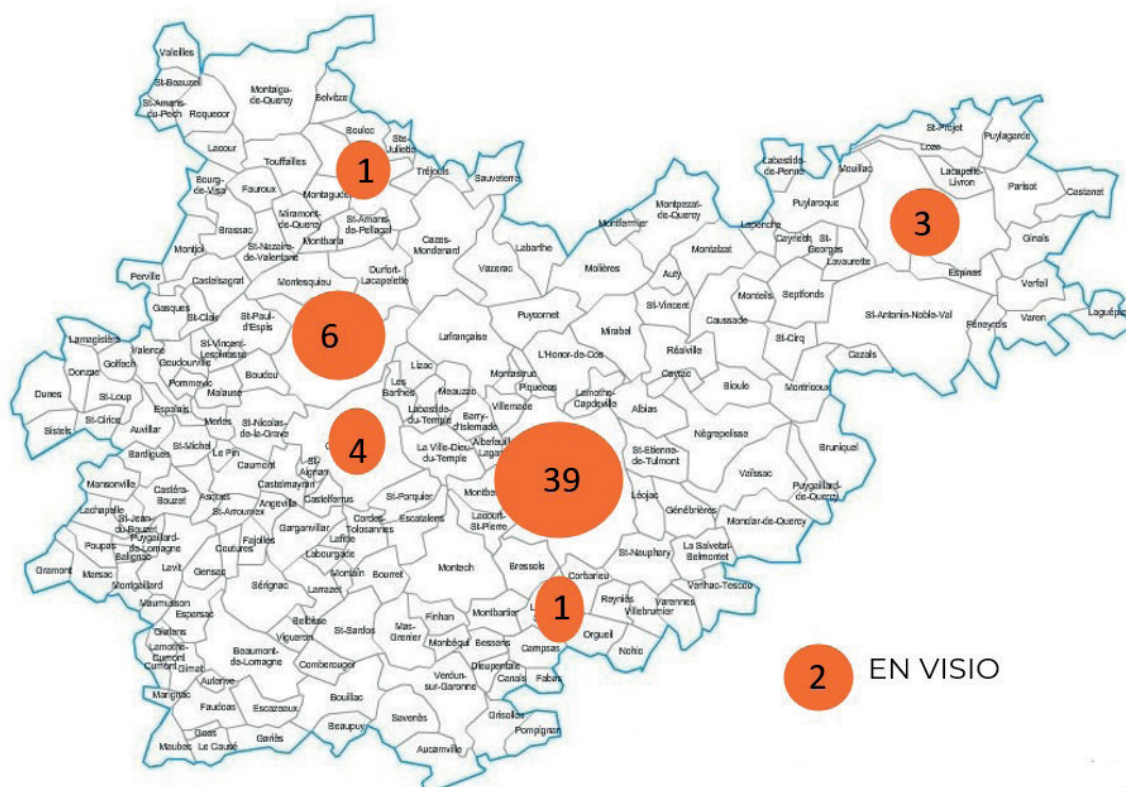 Valeilles
St-Beauzeil
St-Amans-
du-Pech
Roquecor
Montaigu-
de-Quercy
Belvèze
Bouloc
Ste-
Juliette
Lacour
Touffailles
1
Tréjouls
Sauveterre
Bourg-
de-Visa
Fauroux
Miramont
de-Quercy
St-Amans-
de-Pellagal
Brassac
St-Nazaire-
de-Valentane
Montbarla
Cazes-
Mondenard
Labarthe
Montfermier
Montpezat-
de-Quercy
Montjoi
Perville
Castelsagrat
Montesquieu
Durfort-
Lacapelette
Vazerac
Molières
Auty
Montalzat
Lapenche
Labastide-
de-Penne
Puylaroque
Mouillac
St-Projet
Loze
Puylagarde
Lacapelle-
Livron
Parisot
Castanet
3
Ginals
Cayriech
St-
Georges
Lavaurette
Espinas
Verfeil
Varen
Laguépie
Gasques
St-Clair
St-Paul-
d'Espis
6
Lafrançaise
Puycornet
Mirabel
St-Vincent
Caussade
Monteils
Septfonds
St-Antonin-Noble-Val
Féneyrols
St-Cirq
Cazals
Lamagistère
Donzac
Golfech
Valence
Goudourville
St-Vincent-
Lespinasse
Pommevic
Boudou
Malause
Dunes
St-Loup
St-Cirice
Sistels
Espalais
Auvillar
Merles
St-Nicolas-
de-la-Grave
Lizac
Les
Barthes
Meauzac
Montastruc
Piquecos
L'Honor-de-Cos
Réalville
Cayrac
Lamothe-
Capdeville
Bioule
Montricoux
Albias
Labastide-
du-Temple
Barry-
d'Islemade
Villemade
Nègrepelisse
Bruniquel
4
St-Michel
Le Pin
Bardigues
Caumont
St-
Aignan
La Ville-Dieu-
du-Temple
39
St-Etienne-
de-Tulmont
Vaïssac
Puygaillard-
de-Quercy
Mansonville
Castéra-
Bouzet
Asques
St-Arroumex
Castelmayran
Angeville
Castelferrus
St-Porquier
Léojac
Génébrières
Monclar-de-Quercy
Lachapelle
St-Jean-
du-Bouzet
Puygaillard-
de-Lomagne
Poupas
Balignac
Coutures
Fajolles
Garganvillar
Cordes-
Tolosannes
Lafitte
Escatalens
Lacourt-
St-Pierre
St-Nauphary
La Salvetat-
Belmontet
Gramont
Marsac
Lavit
Montgaillard
Gensac
Labourgade
Montaïn
Bourret
Montech
Bressols
Corbarieu
Verlhac-Tescou
Maumusson
Esparsac
Sérignac
Larrazet
Finhan
Montbartier
1
Reyniès
Villebrumier
Varennes
Glatens
Lamothe-
Cumont
Cumont
Gimat
Beaumont-
de-Lomagne
Belbèse
Vigueron
St-Sardos
Mas-
Grenier
Monbéqui
Bessens
Campsas
Orgueil
Nohic
Auterive
Comberouger
Dieupentale
Canals
Fabas
Verdun-
sur-Garonne
Marignac
Faudoas
Escazeaux
Bouillac
Savenès
Grisolles
Pompignan
Goas
Maubec
Le Causé
Gariès
Beaupuy
Aucamville
2
EN VISIO